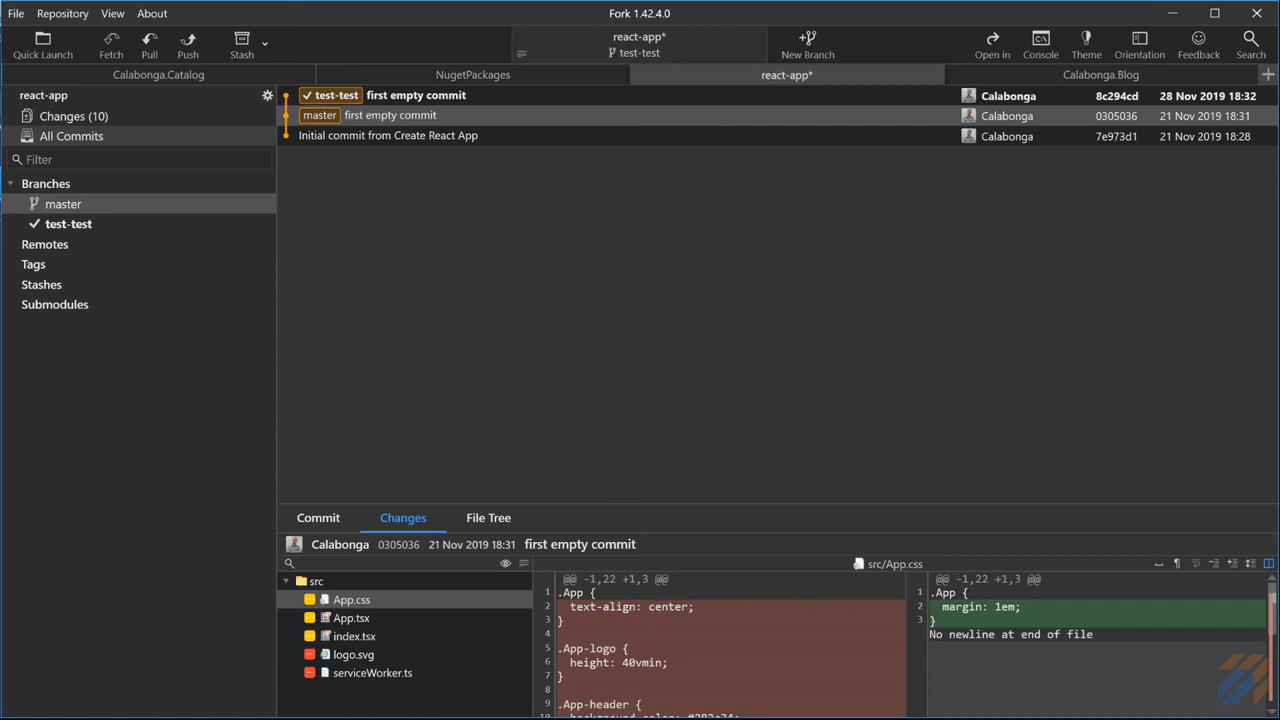 File Repository View About Fork 1.42.4.0
Quick Launch Fetch Pull Push Stash react-app* test-test New Branch Open in Console Theme Orientation Feedback Search
Calabonga.Catalog NugetPackages react-app* Calabonga.Blog
react-app
Changes (10)
All Commits
Filter
Branches
master
test-test
Remotes
Tags
Stashes
Submodules
test-test first empty commit Calabonga 8c294cd 28 Nov 2019 18:32
master first empty commit Calabonga 0305036 21 Nov 2019 18:31
Initial commit from Create React App Calabonga 7e973d1 21 Nov 2019 18:28
Commit Changes File Tree
Calabonga 0305036 21 Nov 2019 18:31 first empty commit
src/App.css
src
App.css
App.tsx
index.tsx
logo.svg
serviceWorker.ts
@@ -1,22 +1,3 @@
1 .App {
2 text-align: center;
3 }
4
5 .App-logo {
6 height: 40vmin;
7 }
8
9 .App-header {
@@ -1,22 +1,3 @@
1 .App {
2 margin: 1em;
3 }
No newline at end of file